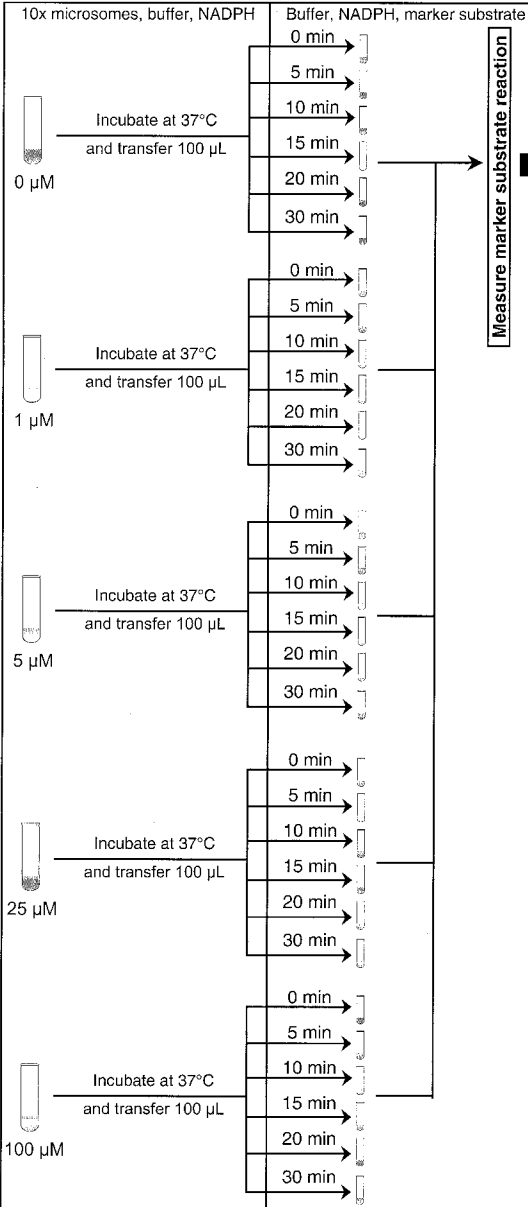 10x microsomes, buffer, NADPH
Buffer, NADPH, marker substrate
0 µM
Incubate at 37°C
and transfer 100 µL
0 min
5 min
10 min
15 min
20 min
30 min
Measure marker substrate reaction
1 µM
Incubate at 37°C
and transfer 100 µL
0 min
5 min
10 min
15 min
20 min
30 min
5 µM
Incubate at 37°C
and transfer 100 µL
0 min
5 min
10 min
15 min
20 min
30 min
25 µM
Incubate at 37°C
and transfer 100 µL
0 min
5 min
10 min
15 min
20 min
30 min
100 µM
Incubate at 37°C
and transfer 100 µL
0 min
5 min
10 min
15 min
20 min
30 min